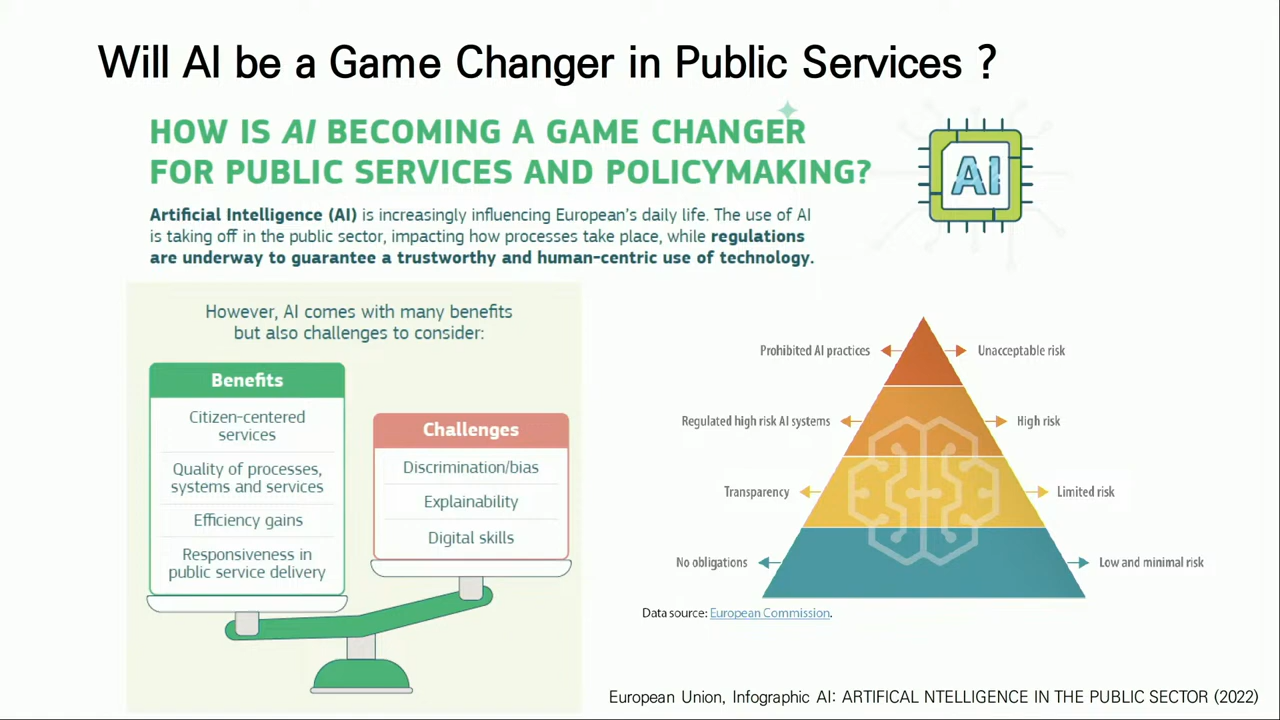 Will AI be a Game Changer in Public Services ?
HOW IS AI BECOMING A GAME CHANGER
FOR PUBLIC SERVICES AND POLICYMAKING?
AI
Artificial Intelligence (AI) is increasingly influencing European's daily life. The use of AI
is taking off in the public sector, impacting how processes take place, while regulations
are underway to guarantee a trustworthy and human-centric use of technology.
However, AI comes with many benefits
but also challenges to consider:
Benefits
Citizen-centered
services
Quality of processes,
systems and services
Efficiency gains
Responsiveness in
public service delivery
Challenges
Discrimination/bias
Explainability
Digital skills
Prohibited AI practices
Unacceptable risk
Regulated high risk AI systems
High risk
Transparency
Limited risk
No obligations
Low and minimal risk
Data source: European Commission.
European Union, Infographic AI: ARTIFICAL NTELLIGENCE IN THE PUBLIC SECTOR (2022)